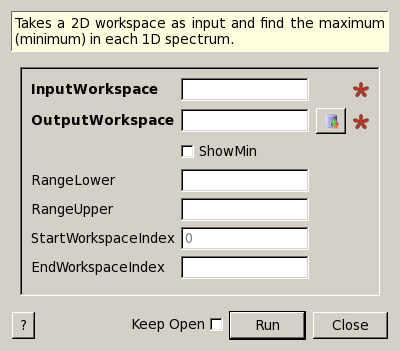 Takes a 2D workspace as input and find the maximum
(minimum) in each 1D spectrum.
InputWorkspace
OutputWorkspace
ShowMin
RangeLower
RangeUpper
StartWorkspaceIndex 0
EndWorkspaceIndex
? Keep Open Run Close